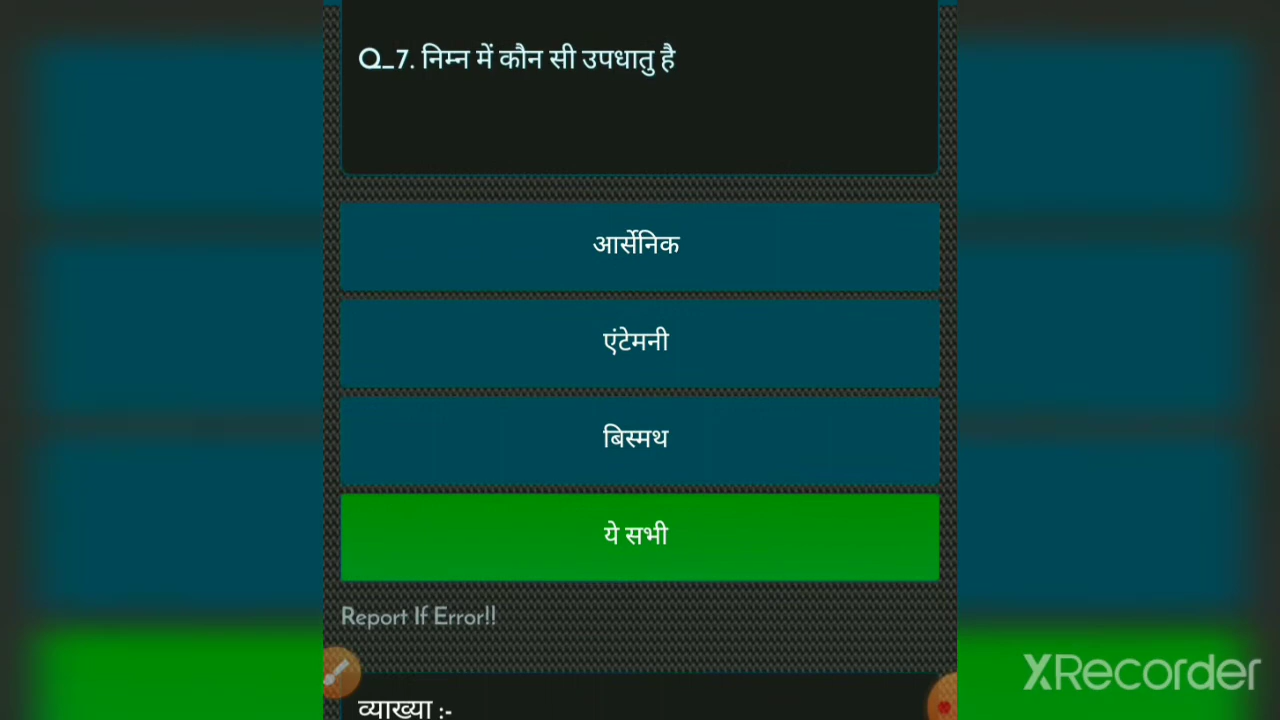 Q_7. निम्न में कौन सी उपधातु है
आर्सेनिक
एंटेमनी
बिस्मथ
ये सभी
Report If Error!!
व्याख्या :-
XRecorder